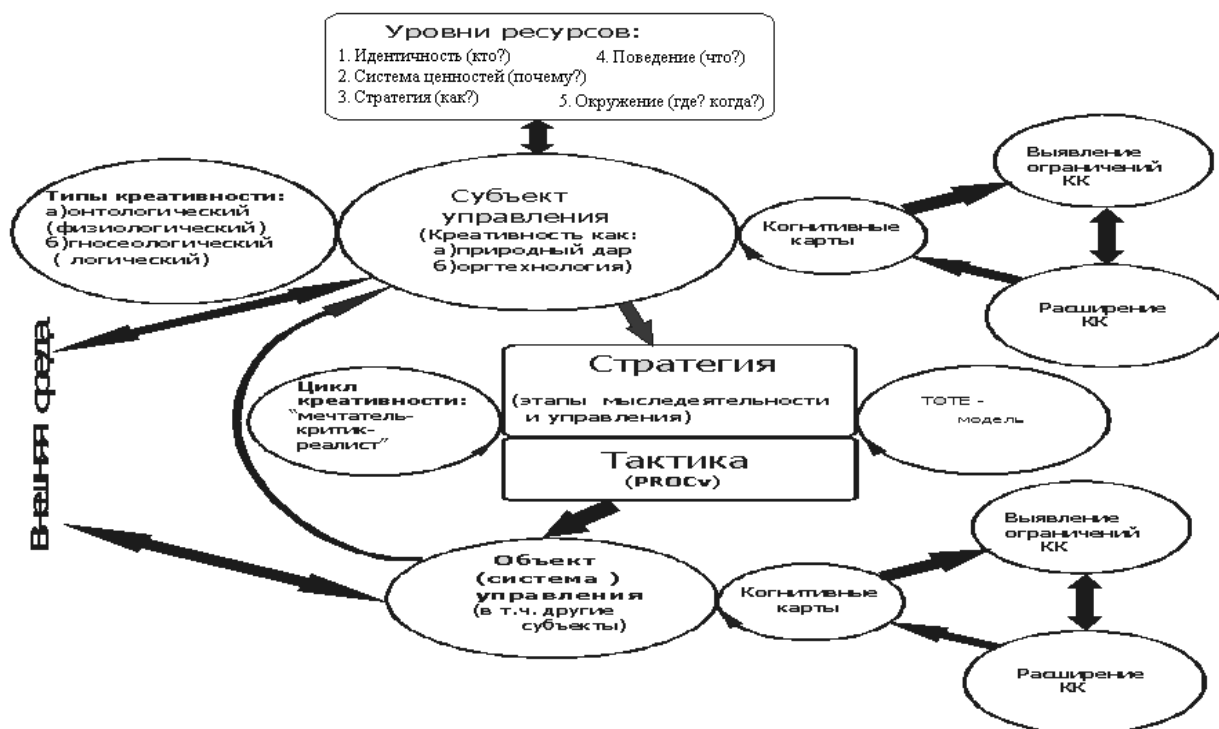 Уровни ресурсов:
1. Идентичность (кто?)
4. Поведение (что?)
2. Система ценностей (почему?)
3. Стратегия (как?)
5. Окружение (где? когда?)
Типы креативности:
а)онтологический
(физиологический)
б)гносеологический
( логический)
Субъект
управления
(Креативность как:
а)природный дар
б)оргтехнология)
Когнитивные
карты
Выявление
ограничений
КК
Расширение
КК
Внешняя среда
Стратегия
(этапы мыследеятельности
и управления)
Цикл
креативности:
“мечтатель-
критик-
реалист”
TOTE -
модель
Тактика
(PROCv)
Объект
(система )
управления
(в т.ч. другие
субъекты)
Когнитивные
карты
Выявление
ограничений
КК
Расширение
КК